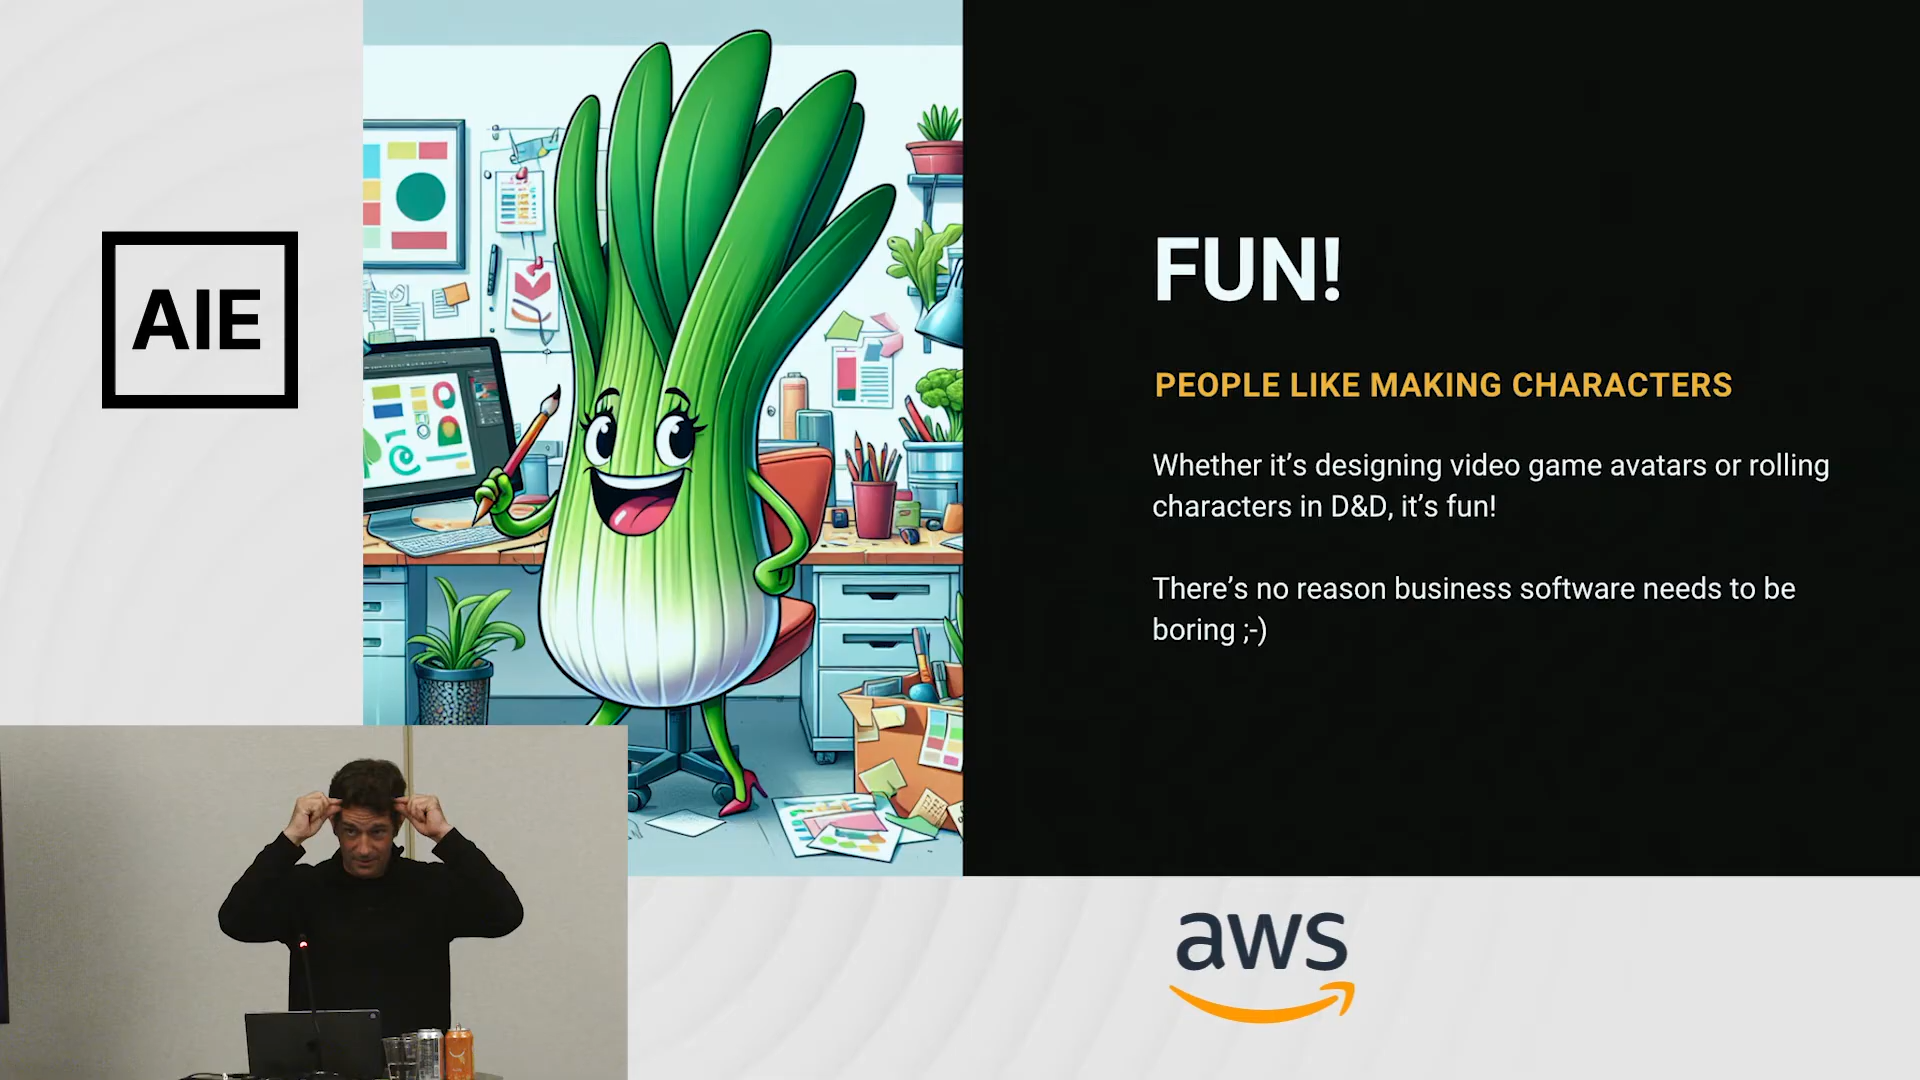 AIE
FUN!
PEOPLE LIKE MAKING CHARACTERS
Whether it’s designing video game avatars or rolling
characters in D&D, it’s fun!
There’s no reason business software needs to be
boring ;-)
aws